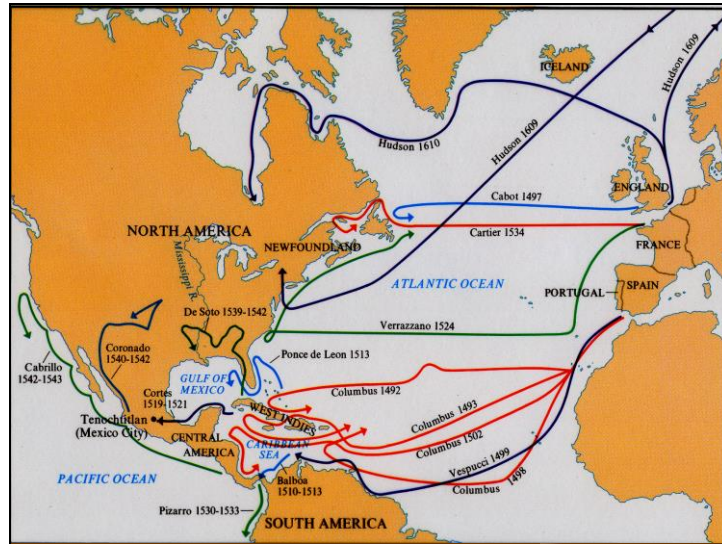 ICELAND
Hudson 1609
Hudson 1609
Hudson 1610
ENGLAND
Cabot 1497
NORTH AMERICA
NEWFOUNDLAND
Cartier 1534
FRANCE
Mississippi R.
ATLANTIC OCEAN
PORTUGAL
SPAIN
De Soto 1539-1542
Verrazzano 1524
Coronado
1540-1542
Ponce de Leon 1513
Cabrillo
1542-1543
GULF OF
MEXICO
Columbus 1492
Cortes
1519-1521
WEST INDIES
Columbus 1493
Tenochtitlan
(Mexico City)
Columbus 1502
CENTRAL
AMERICA
CARIBBEAN
SEA
Vespucci 1499
Columbus 1498
PACIFIC OCEAN
Balboa
1510-1513
Pizarro 1530-1533
SOUTH AMERICA